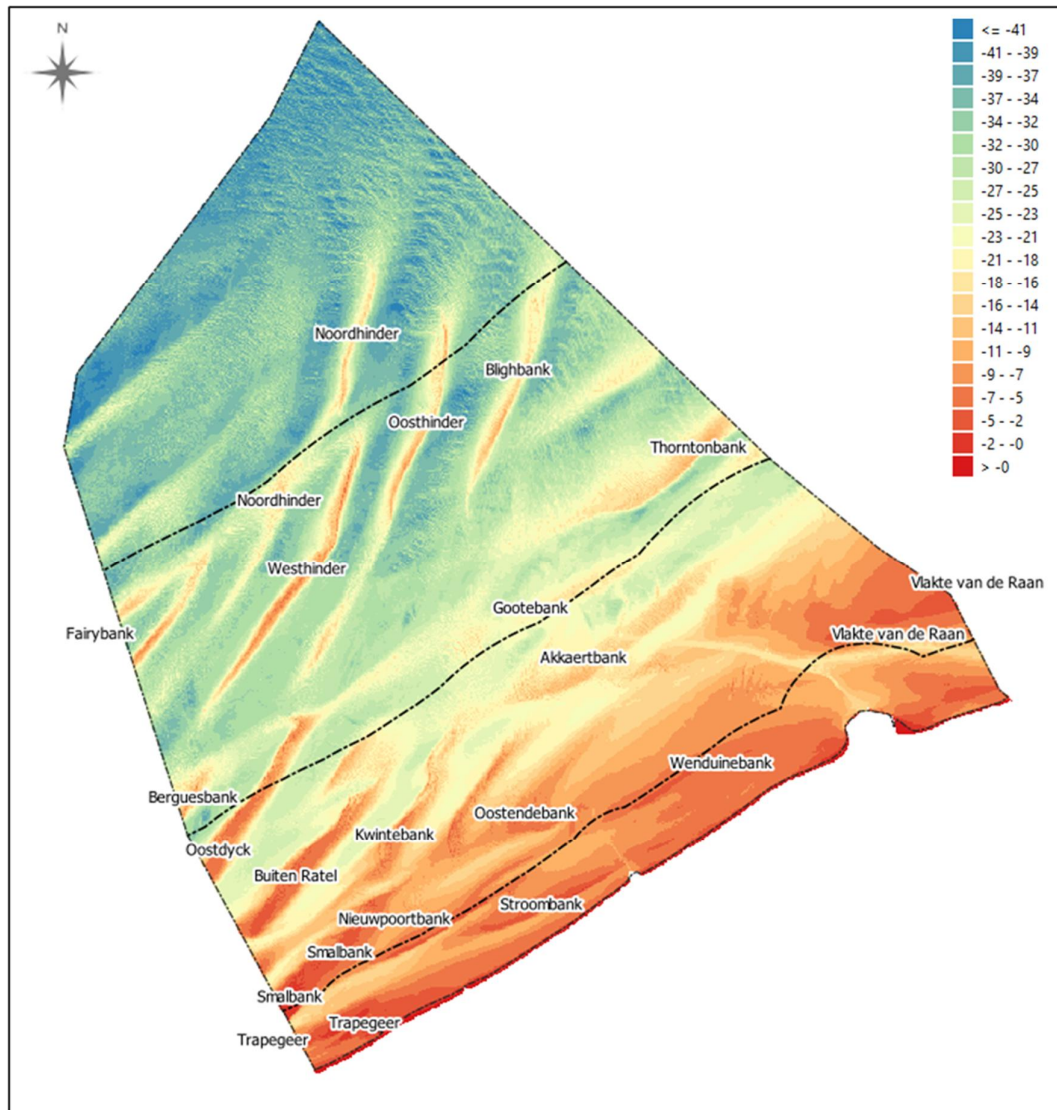 N
<= -41
-41 - -39
-39 - -37
-37 - -34
-34 - -32
-32 - -30
-30 - -27
-27 - -25
-25 - -23
-23 - -21
-21 - -18
-18 - -16
-16 - -14
-14 - -11
-11 - -9
-9 - -7
-7 - -5
-5 - -2
-2 - -0
> -0
Noordhinder
Blighbank
Oosthinder
Thorntonbank
Noordhinder
Westhinder
Vlakte van de Raan
Gootebank
Fairybank
Vlakte van de Raan
Akkaertbank
Wenduinebank
Berguesbank
Oostendebank
Kwintebank
Oostdyck
Buiten Ratel
Stroombank
Nieuwpoortbank
Smalbank
Smalbank
Trapegeer
Trapegeer